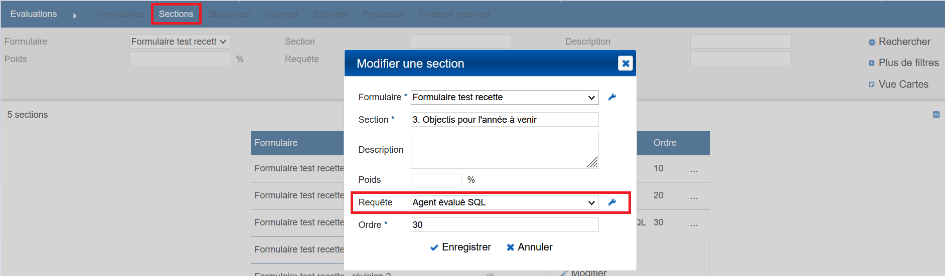 Evaluations Formulaires Sections Structures Champs Echelles Processus Champs réservés
Formulaire Formulaire test recett Section Description Rechercher
Poids % Requête Plus de filtres
Vue Cartes
Modifier une section
Formulaire * Formulaire test recette
Section * 3. Objectis pour l'année à venir
Description
Poids %
Requête Agent évalué SQL
Ordre * 30
Enregistrer Annuler
5 sections
Formulaire Ordre
Formulaire test recette 10 ...
Formulaire test recette 20 ...
Formulaire test recette QL 30 ...
Formulaire test recette
Formulaire test recette révision 2 Modifier